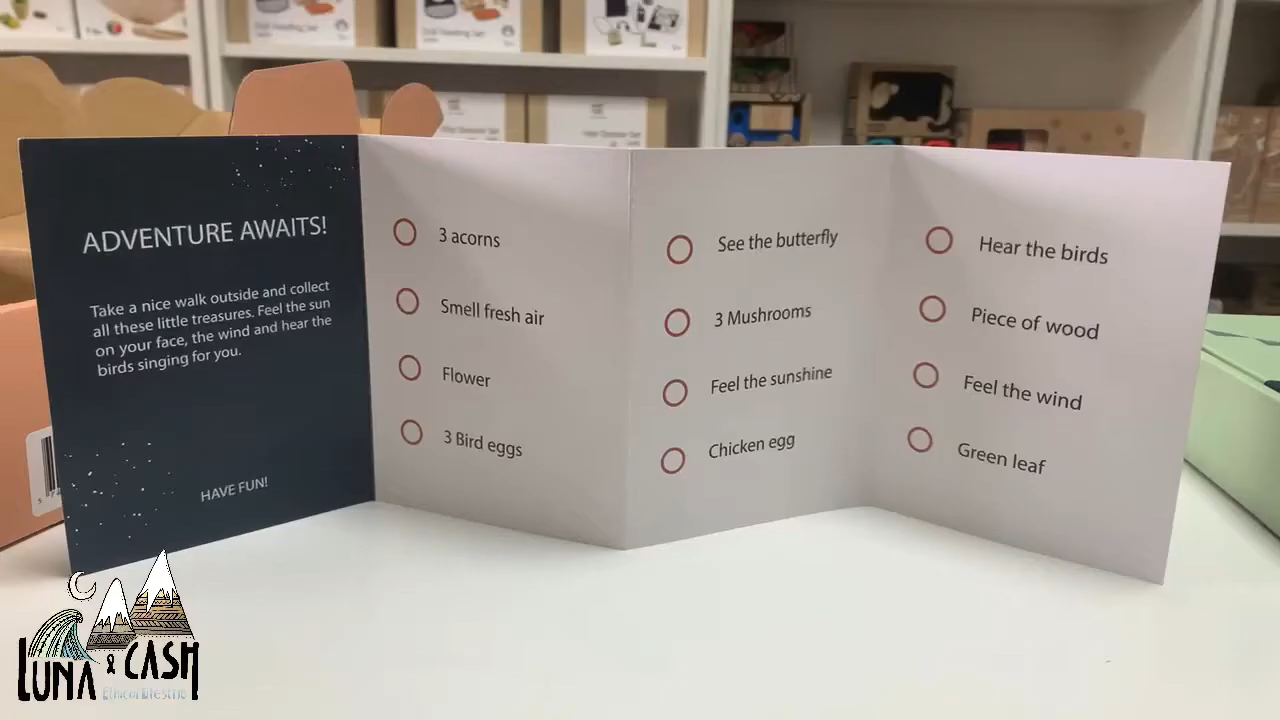 ADVENTURE AWAITS!
Take a nice walk outside and collect
all these little treasures. Feel the sun
on your face, the wind and hear the
birds singing for you.
HAVE FUN!
3 acorns
Smell fresh air
Flower
3 Bird eggs
See the butterfly
3 Mushrooms
Feel the sunshine
Chicken egg
Hear the birds
Piece of wood
Feel the wind
Green leaf
LUNA & CASH